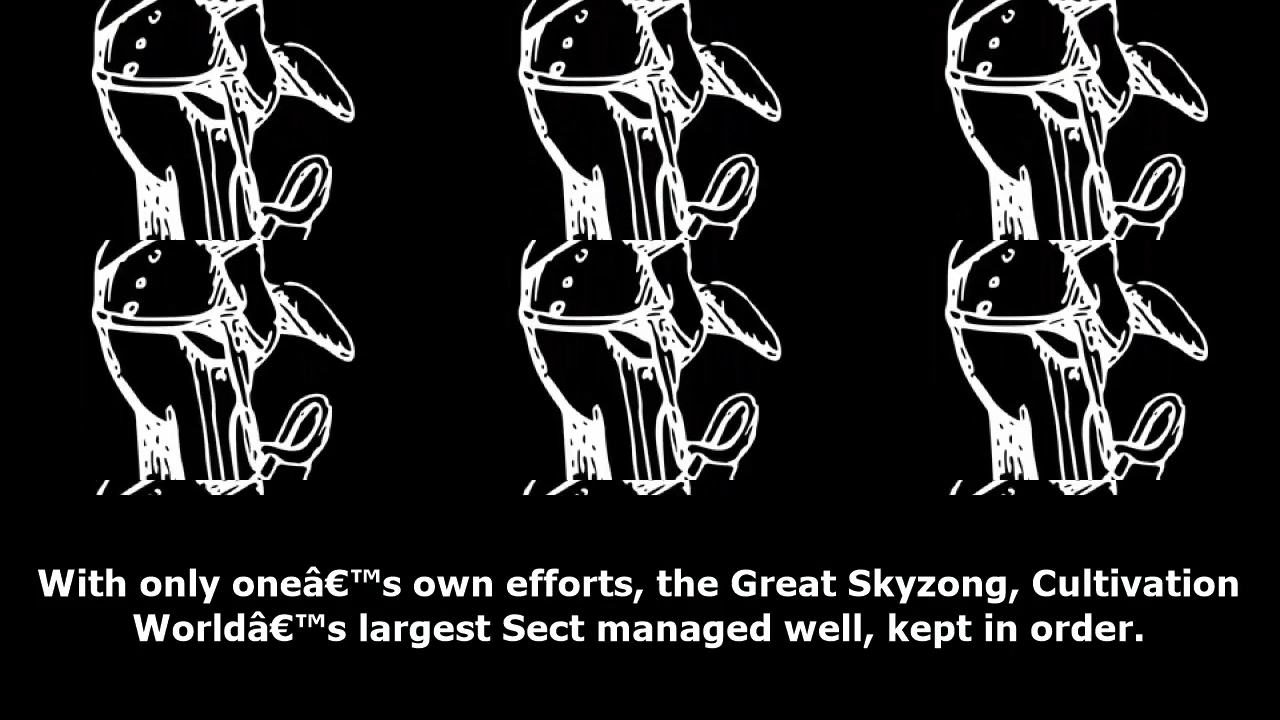 With only oneâ€™s own efforts, the Great Skyzong, Cultivation
Worldâ€™s largest Sect managed well, kept in order.